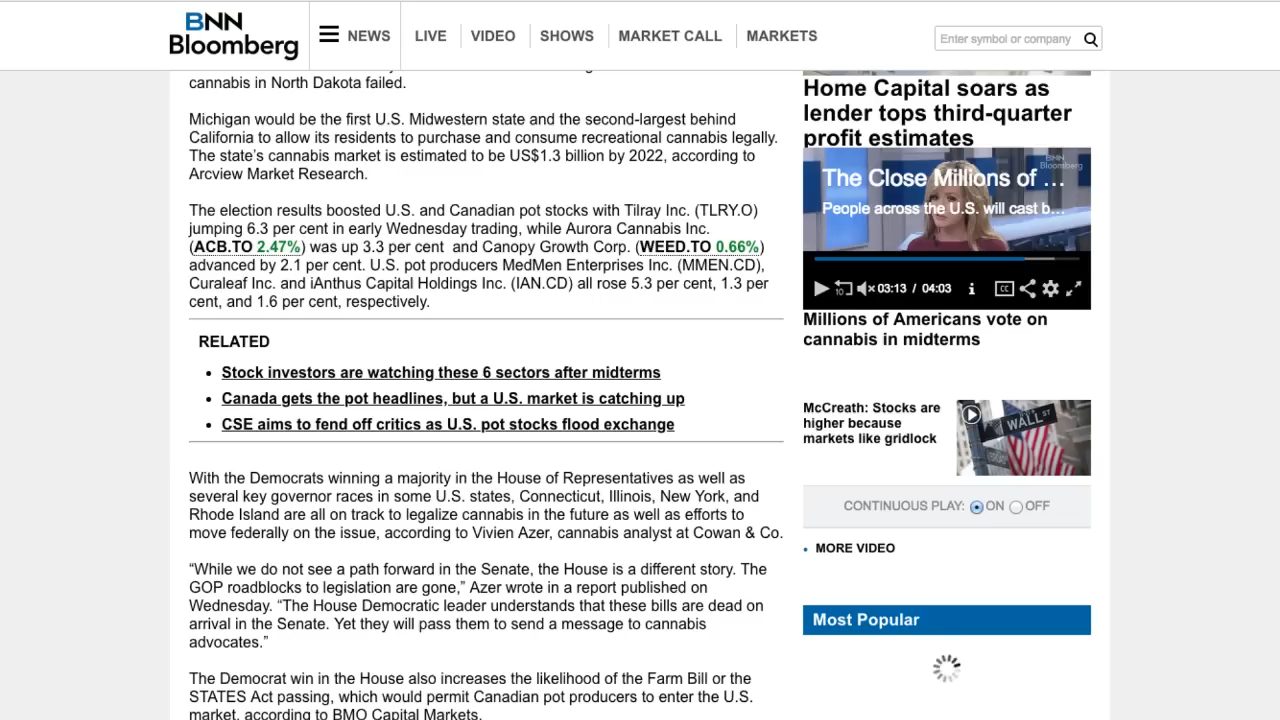 BNN
Bloomberg
NEWS
LIVE
VIDEO
SHOWS
MARKET CALL
MARKETS
Enter symbol or company
cannabis in North Dakota failed.
Michigan would be the first U.S. Midwestern state and the second-largest behind
California to allow its residents to purchase and consume recreational cannabis legally.
The state’s cannabis market is estimated to be US$1.3 billion by 2022, according to
Arcview Market Research.
The election results boosted U.S. and Canadian pot stocks with Tilray Inc. (TLRY.O)
jumping 6.3 per cent in early Wednesday trading, while Aurora Cannabis Inc.
(ACB.TO 2.47%) was up 3.3 per cent and Canopy Growth Corp. (WEED.TO 0.66%)
advanced by 2.1 per cent. U.S. pot producers MedMen Enterprises Inc. (MMEN.CD),
Curaleaf Inc. and iAnthus Capital Holdings Inc. (IAN.CD) all rose 5.3 per cent, 1.3 per
cent, and 1.6 per cent, respectively.
RELATED
• Stock investors are watching these 6 sectors after midterms
• Canada gets the pot headlines, but a U.S. market is catching up
• CSE aims to fend off critics as U.S. pot stocks flood exchange
With the Democrats winning a majority in the House of Representatives as well as
several key governor races in some U.S. states, Connecticut, Illinois, New York, and
Rhode Island are all on track to legalize cannabis in the future as well as efforts to
move federally on the issue, according to Vivien Azer, cannabis analyst at Cowan & Co.
“While we do not see a path forward in the Senate, the House is a different story. The
GOP roadblocks to legislation are gone,” Azer wrote in a report published on
Wednesday. “The House Democratic leader understands that these bills are dead on
arrival in the Senate. Yet they will pass them to send a message to cannabis
advocates.”
The Democrat win in the House also increases the likelihood of the Farm Bill or the
STATES Act passing, which would permit Canadian pot producers to enter the U.S.
market, according to BMO Capital Markets.
Home Capital soars as
lender tops third-quarter
profit estimates
BNN
Bloomberg
The Close Millions of ...
People across the U.S. will cast b...
10
03:13 / 04:03
i
CC
Millions of Americans vote on
cannabis in midterms
McCreath: Stocks are
higher because
markets like gridlock
WALL ST
CONTINUOUS PLAY: ON OFF
• MORE VIDEO
Most Popular